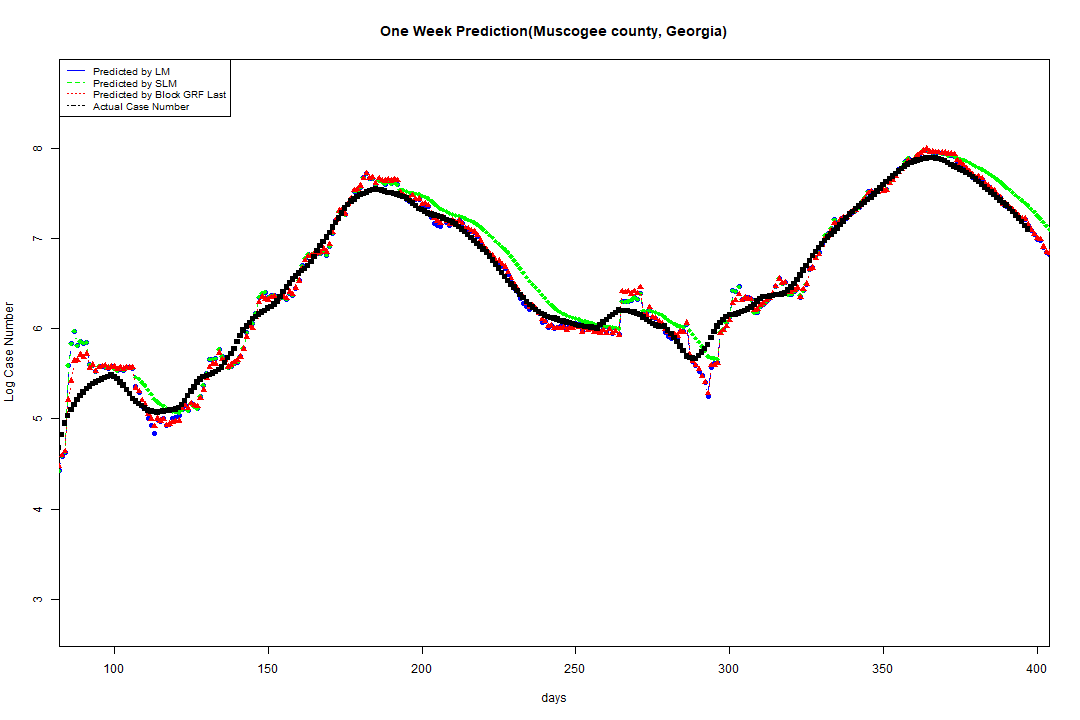 One Week Prediction(Muscogee county, Georgia)
Predicted by LM
Predicted by SLM
Predicted by Block GRF Last
Actual Case Number
8
7
6
5
4
3
Log Case Number
100 150 200 250 300 350 400
days